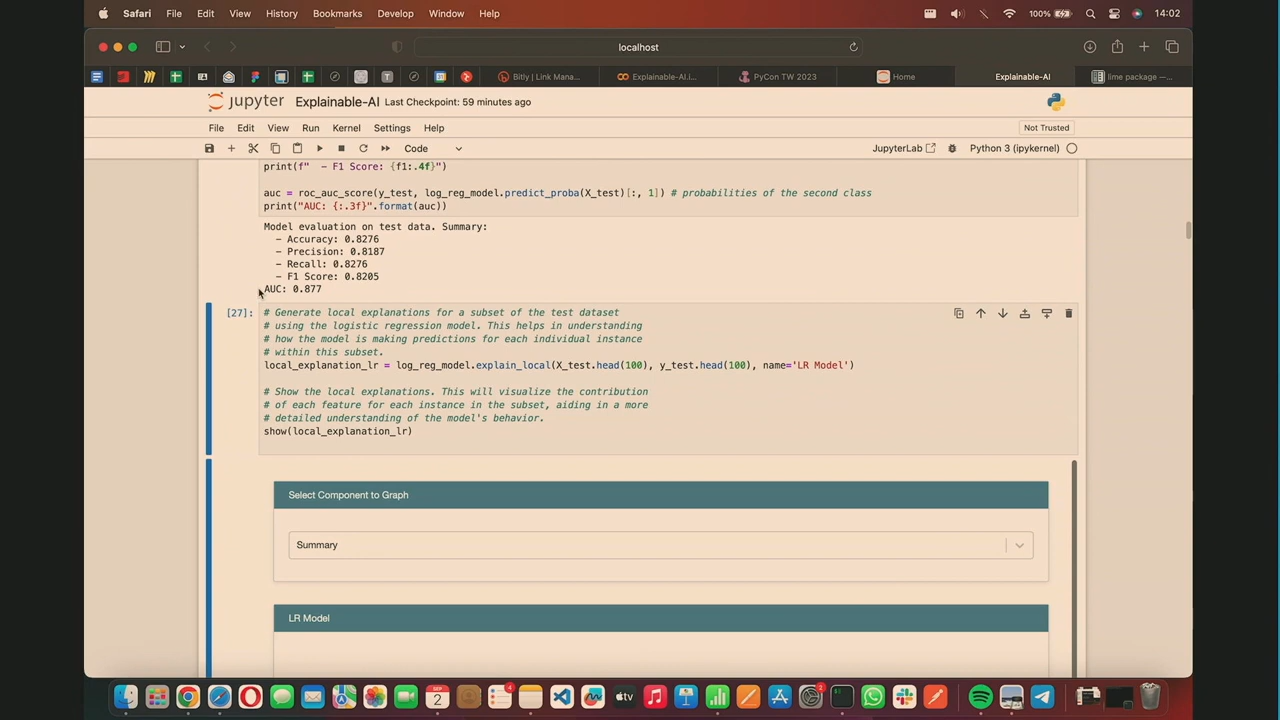 Safari File Edit View History Bookmarks Develop Window Help 100% 14:02
localhost
Bitly | Link Mana... Explainable-AI.i... PyCon TW 2023 Home Explainable-AI lime package —...
jupyter Explainable-AI Last Checkpoint: 59 minutes ago
File Edit View Run Kernel Settings Help Not Trusted
Code JupyterLab Python 3 (ipykernel)
print(f"  - F1 Score: {f1:.4f}")
auc = roc_auc_score(y_test, log_reg_model.predict_proba(X_test)[:, 1]) # probabilities of the second class
print("AUC: {:.3f}".format(auc))
Model evaluation on test data. Summary:
- Accuracy: 0.8276
- Precision: 0.8187
- Recall: 0.8276
- F1 Score: 0.8205
AUC: 0.877
[27]: # Generate local explanations for a subset of the test dataset
# using the logistic regression model. This helps in understanding
# how the model is making predictions for each individual instance
# within this subset.
local_explanation_lr = log_reg_model.explain_local(X_test.head(100), y_test.head(100), name='LR Model')
# Show the local explanations. This will visualize the contribution
# of each feature for each instance in the subset, aiding in a more
# detailed understanding of the model's behavior.
show(local_explanation_lr)
Select Component to Graph
Summary
LR Model